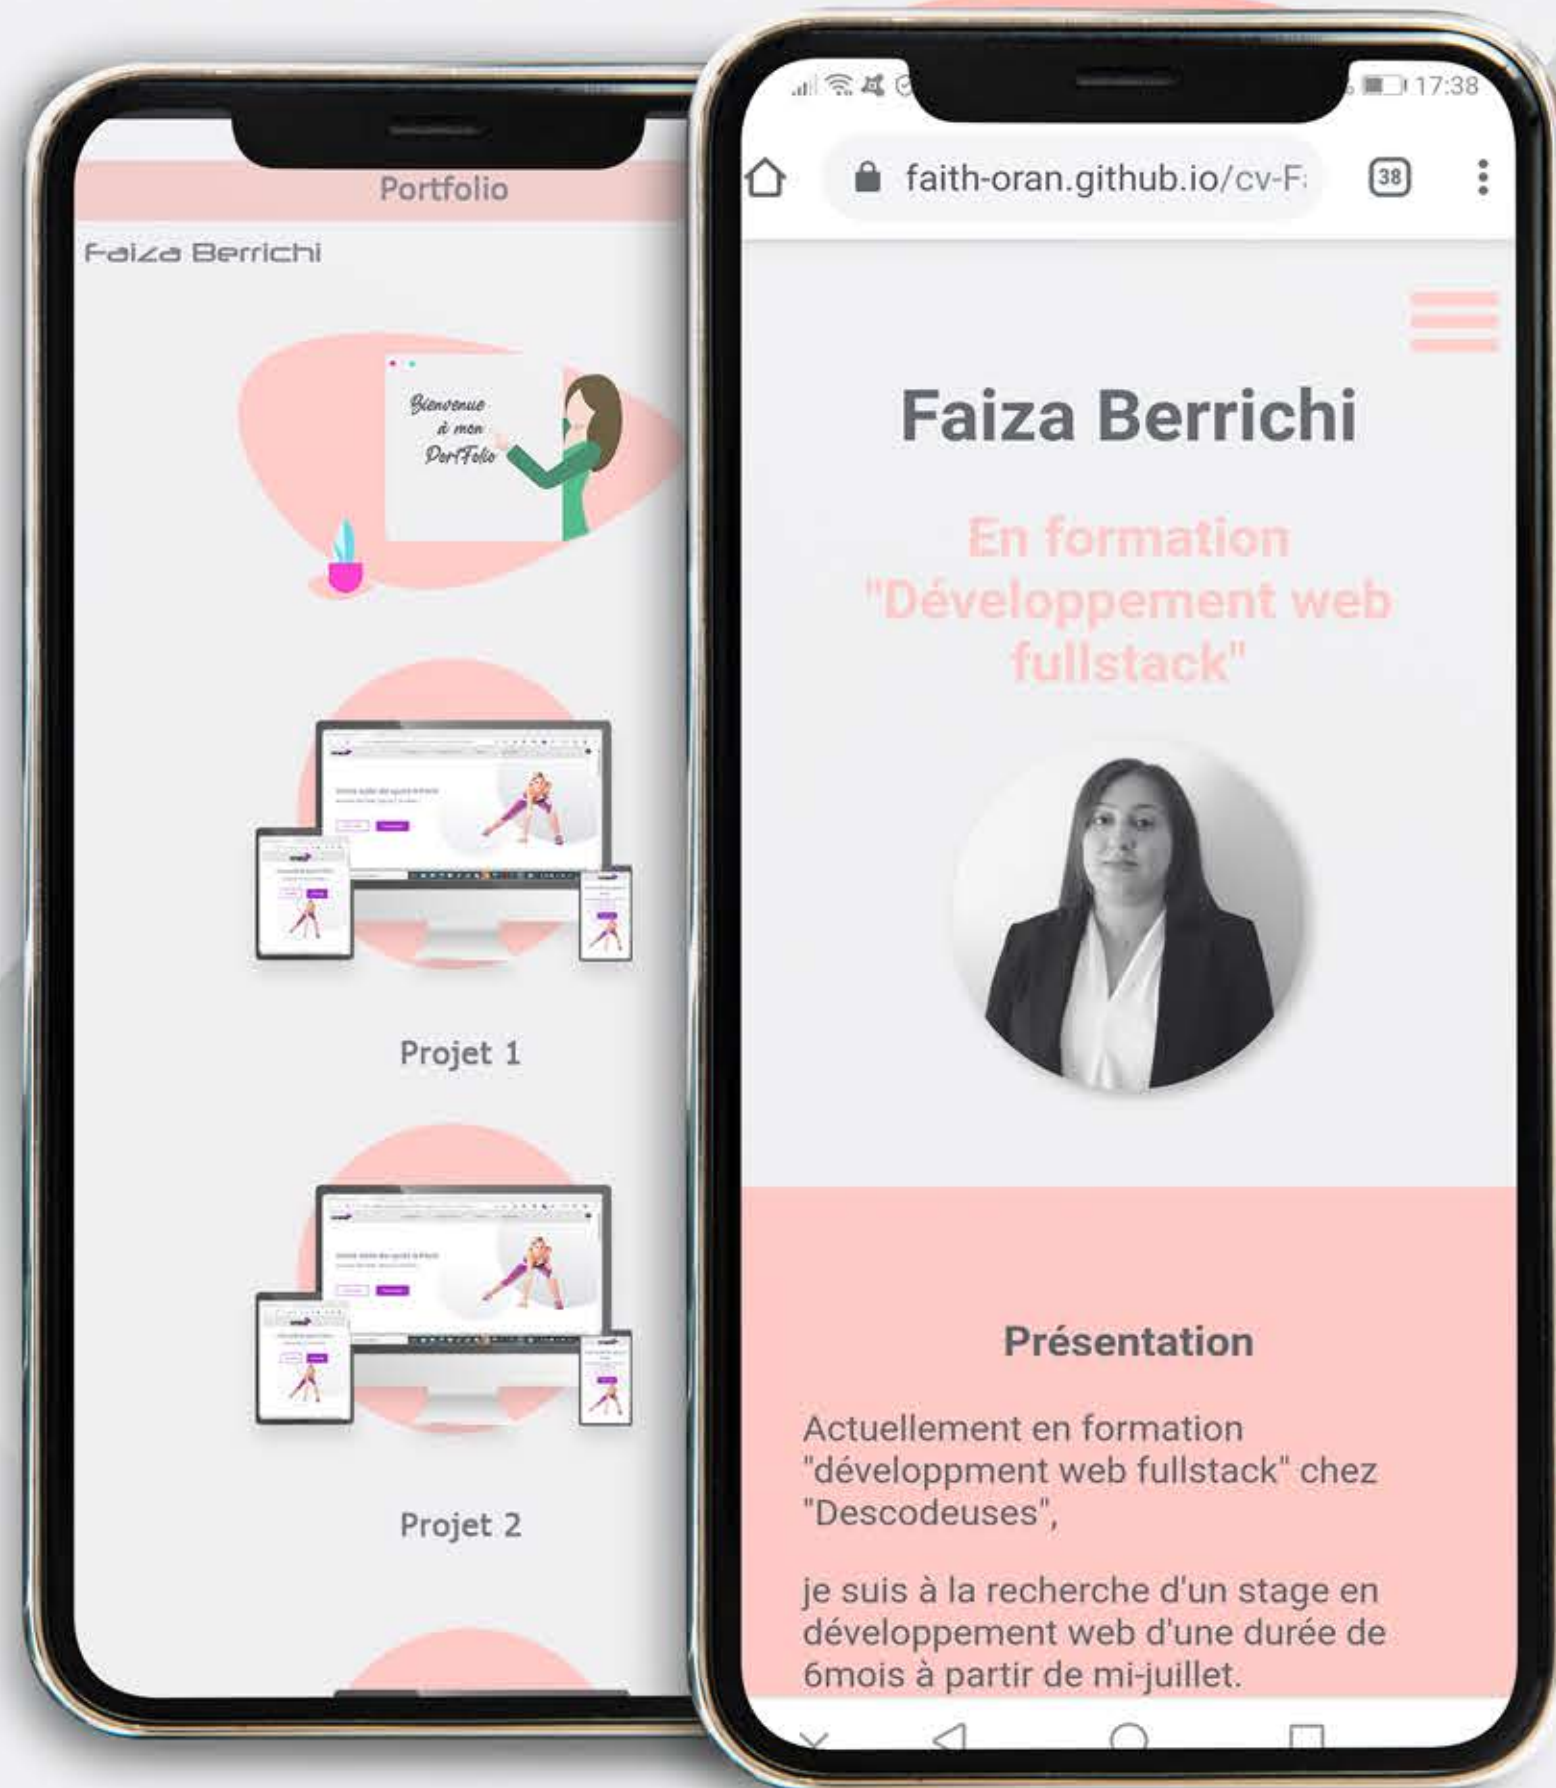 Portfolio
Faiza Berrichi
Bienvenue
à mon
PortFolio
Projet 1
Projet 2
17:38
faith-oran.github.io/cv-F
38
Faiza Berrichi
En formation
"Développement web
fullstack"
Présentation
Actuellement en formation
"développment web fullstack" chez
"Descodeuses",
je suis à la recherche d'un stage en
développement web d'une durée de
6mois à partir de mi-juillet.